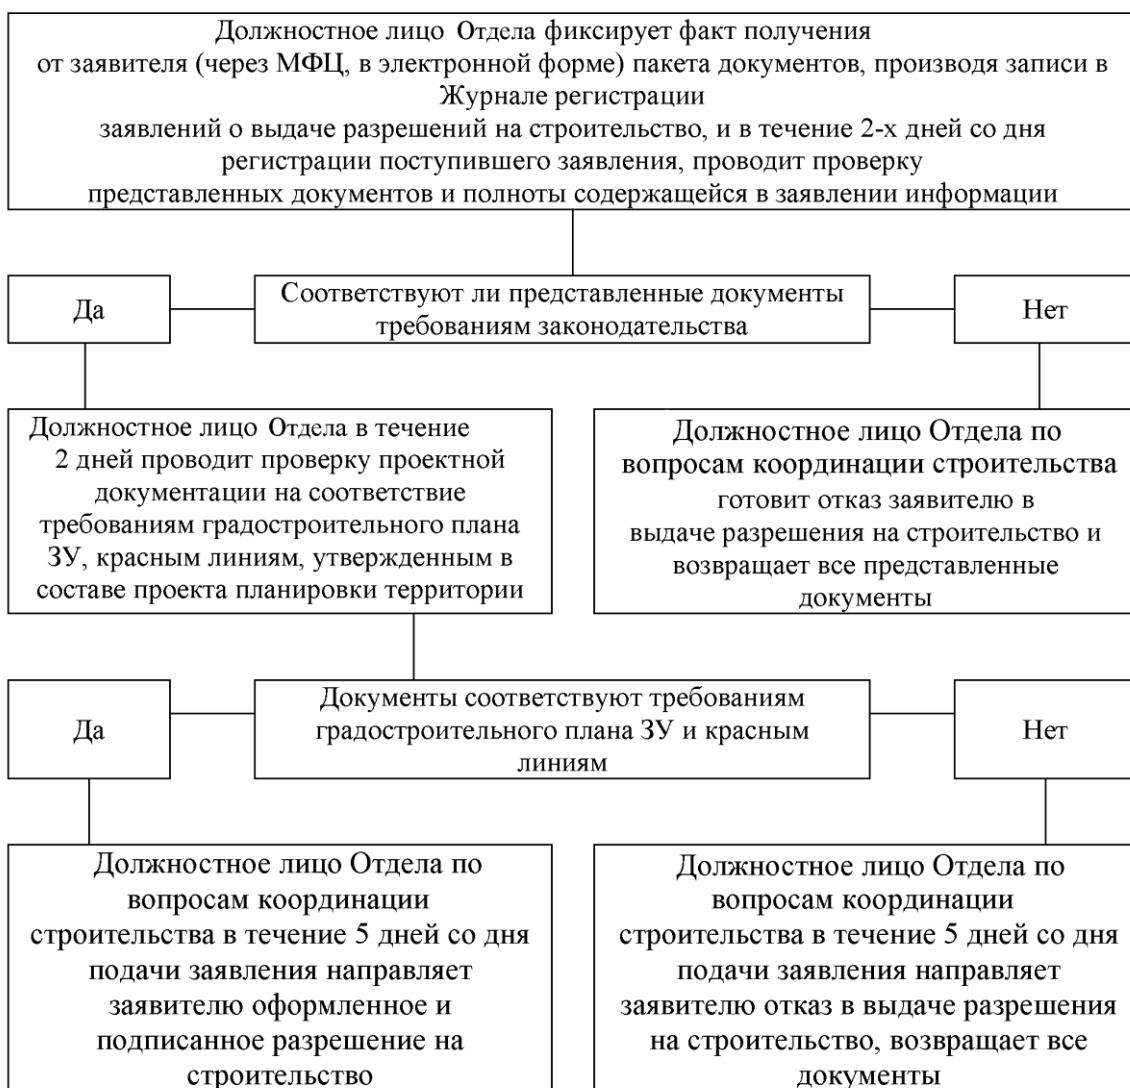 Должностное лицо Отдела фиксирует факт получения
от заявителя (через МФЦ, в электронной форме) пакета документов, производя записи в
Журнале регистрации
заявлений о выдаче разрешений на строительство, и в течение 2-х дней со дня
регистрации поступившего заявления, проводит проверку
представленных документов и полноты содержащейся в заявлении информации
Да
Соответствуют ли представленные документы
требованиям законодательства
Нет
Должностное лицо Отдела в течение
2 дней проводит проверку проектной
документации на соответствие
требованиям градостроительного плана
ЗУ, красным линиям, утвержденным в
составе проекта планировки территории
Должностное лицо Отдела по
вопросам координации строительства
готовит отказ заявителю в
выдаче разрешения на строительство и
возвращает все представленные
документы
Да
Документы соответствуют требованиям
градостроительного плана ЗУ и красным
линиям
Нет
Должностное лицо Отдела по
вопросам координации
строительства в течение 5 дней со дня
подачи заявления направляет
заявителю оформленное и
подписанное разрешение на
строительство
Должностное лицо Отдела по
вопросам координации
строительства в течение 5 дней со дня
подачи заявления направляет
заявителю отказ в выдаче разрешения
на строительство, возвращает все
документы